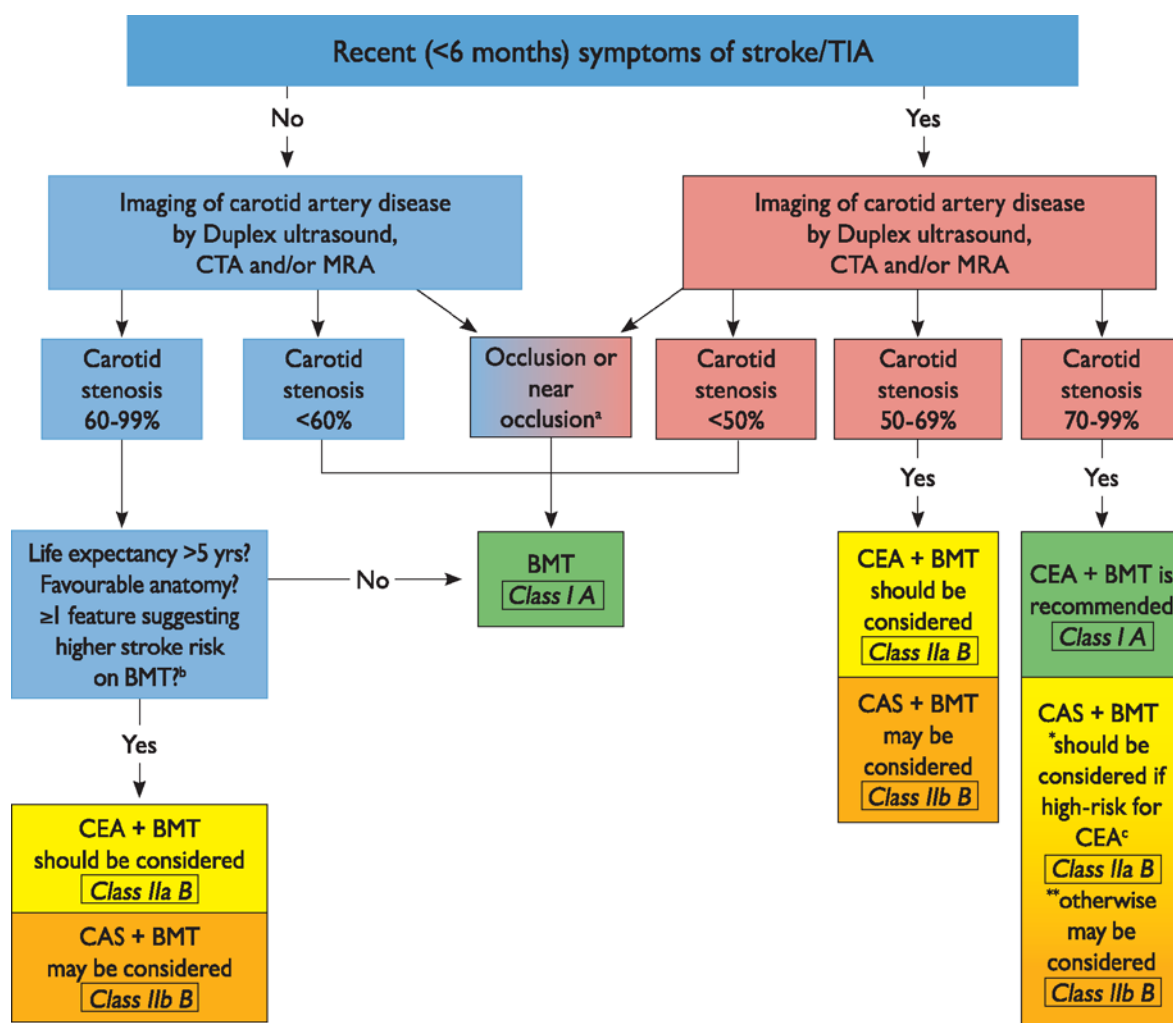 Recent (<6 months) symptoms of stroke/TIA
No
Yes
Imaging of carotid artery disease
by Duplex ultrasound,
CTA and/or MRA
Imaging of carotid artery disease
by Duplex ultrasound,
CTA and/or MRA
Carotid
stenosis
60-99%
Carotid
stenosis
<60%
Occlusion or
near
occlusionᵃ
Carotid
stenosis
<50%
Carotid
stenosis
50-69%
Carotid
stenosis
70-99%
Yes
Yes
Life expectancy >5 yrs?
Favourable anatomy?
≥1 feature suggesting
higher stroke risk
on BMT?ᵇ
No
BMT
Class I A
CEA + BMT
should be
considered
Class IIa B
CAS + BMT
may be
considered
Class IIb B
CEA + BMT is
recommended
Class I A
CAS + BMT
*should be
considered if
high-risk for
CEAᶜ
Class IIa B
**otherwise
may be
considered
Class IIb B
Yes
CEA + BMT
should be considered
Class IIa B
CAS + BMT
may be considered
Class IIb B